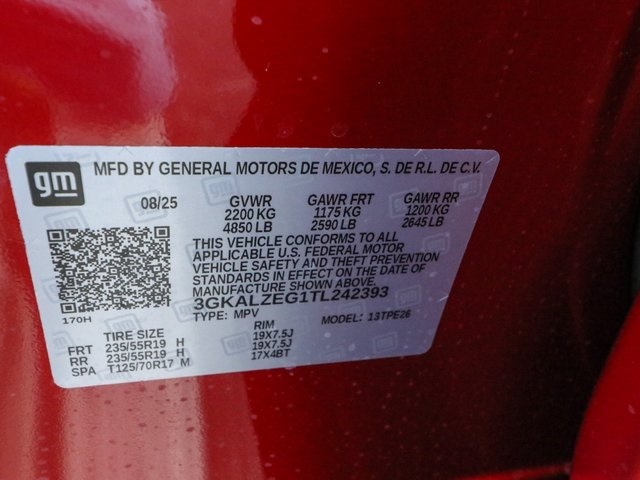 gm
MFD BY GENERAL MOTORS DE MEXICO, S. DE R.L. DE C.V.
08/25 GVWR GAWR FRT GAWR RR
2200 KG 1175 KG 1200 KG
4850 LB 2590 LB 2645 LB
THIS VEHICLE CONFORMS TO ALL
APPLICABLE U.S. FEDERAL MOTOR
VEHICLE SAFETY AND THEFT PREVENTION
STANDARDS IN EFFECT ON THE DATE OF
MANUFACTURE SHOWN ABOVE.
3GKALZEG1TL242393
170H
TYPE: MPV MODEL: 13TPE26
TIRE SIZE RIM
FRT 235/55R19 H 19X7.5J
RR 235/55R19 H 19X7.5J
SPA T125/70R17 M 17X4BT